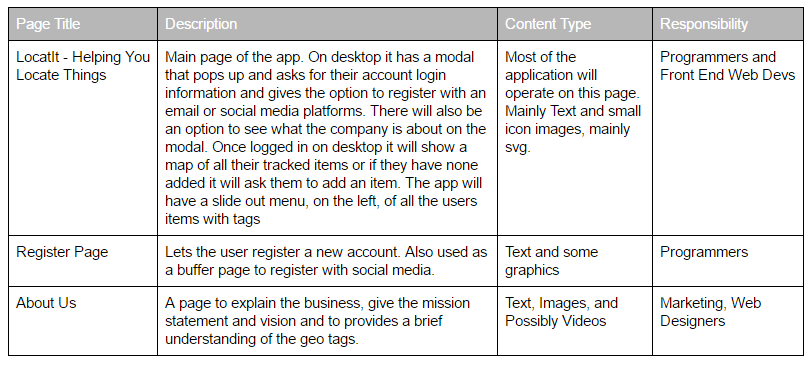 Page Title
Description
Content Type
Responsibility
LocatIt - Helping You
Locate Things
Main page of the app. On desktop it has a modal
that pops up and asks for their account login
information and gives the option to register with an
email or social media platforms. There will also be
an option to see what the company is about on the
modal. Once logged in on desktop it will show a
map of all their tracked items or if they have none
added it will ask them to add an item. The app will
have a slide out menu, on the left, of all the users
items with tags
Most of the
application will
operate on this page.
Mainly Text and small
icon images, mainly
svg.
Programmers and
Front End Web Devs
Register Page
Lets the user register a new account. Also used as
a buffer page to register with social media.
Text and some
graphics
Programmers
About Us
A page to explain the business, give the mission
statement and vision and to provides a brief
understanding of the geo tags.
Text, Images, and
Possibly Videos
Marketing, Web
Designers